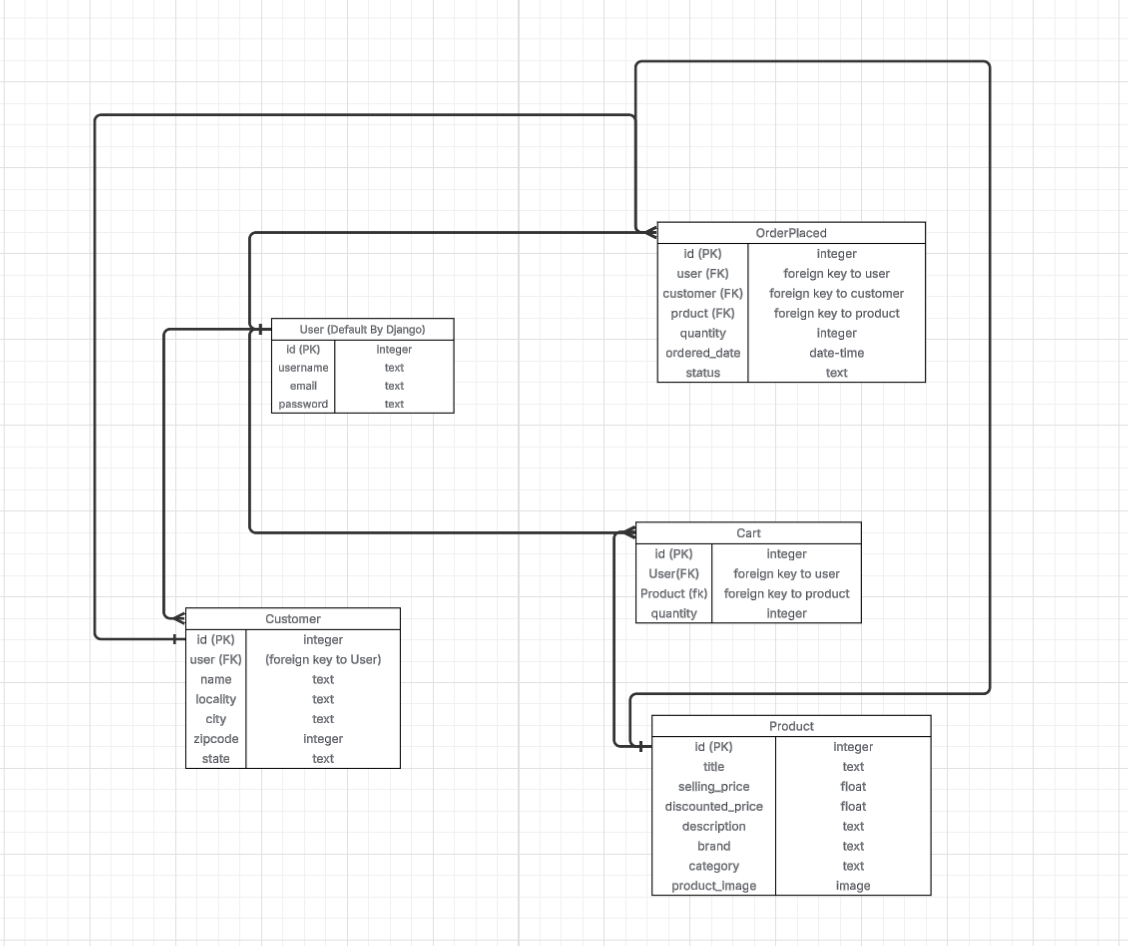 OrderPlaced
id (PK) integer
user (FK) foreign key to user
customer (FK) foreign key to customer
prduct (FK) foreign key to product
quantity integer
ordered_date date-time
status text
User (Default By Django)
id (PK) integer
username text
email text
password text
Cart
id (PK) integer
User(FK) foreign key to user
Product (fk) foreign key to product
quantity integer
Customer
id (PK) integer
user (FK) (foreign key to User)
name text
locality text
city text
zipcode integer
state text
Product
id (PK) integer
title text
selling_price float
discounted_price float
description text
brand text
category text
product_image image